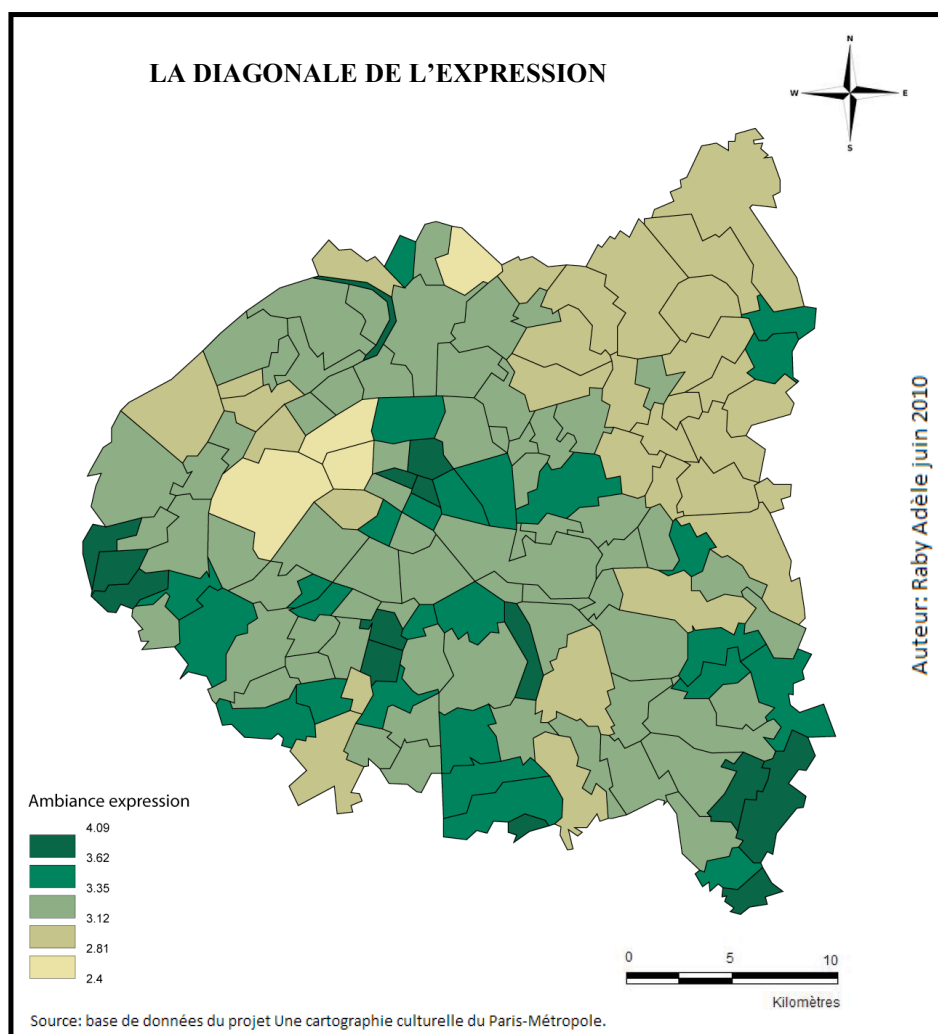 LA DIAGONALE DE L'EXPRESSION
N
W
E
S
Auteur: Raby Adèle juin 2010
Ambiance expression
4.09
3.62
3.35
3.12
2.81
2.4
0 5 10
Kilomètres
Source: base de données du projet Une cartographie culturelle du Paris-Métropole.